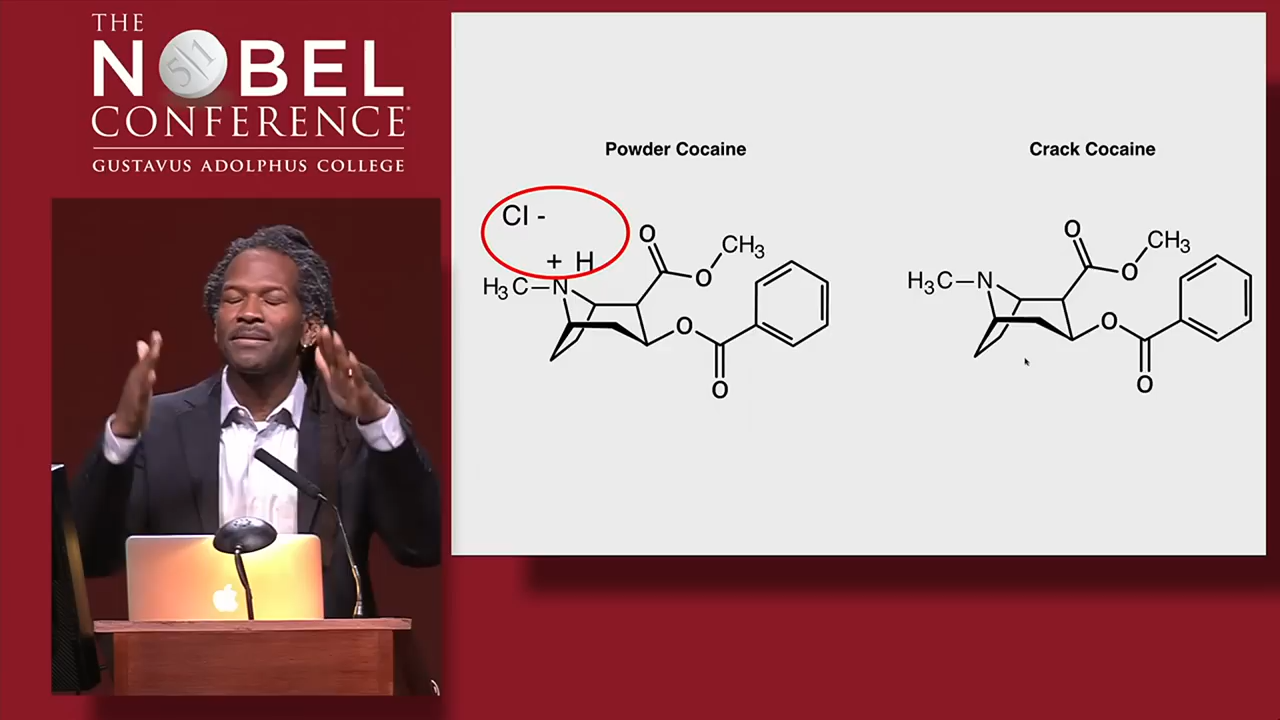 THE
NOBEL
51
CONFERENCE®
GUSTAVUS ADOLPHUS COLLEGE
Powder Cocaine
Crack Cocaine
Cl -
+ H
H₃C
N
O
O
CH₃
O
O
H₃C
N
O
O
CH₃
O
O